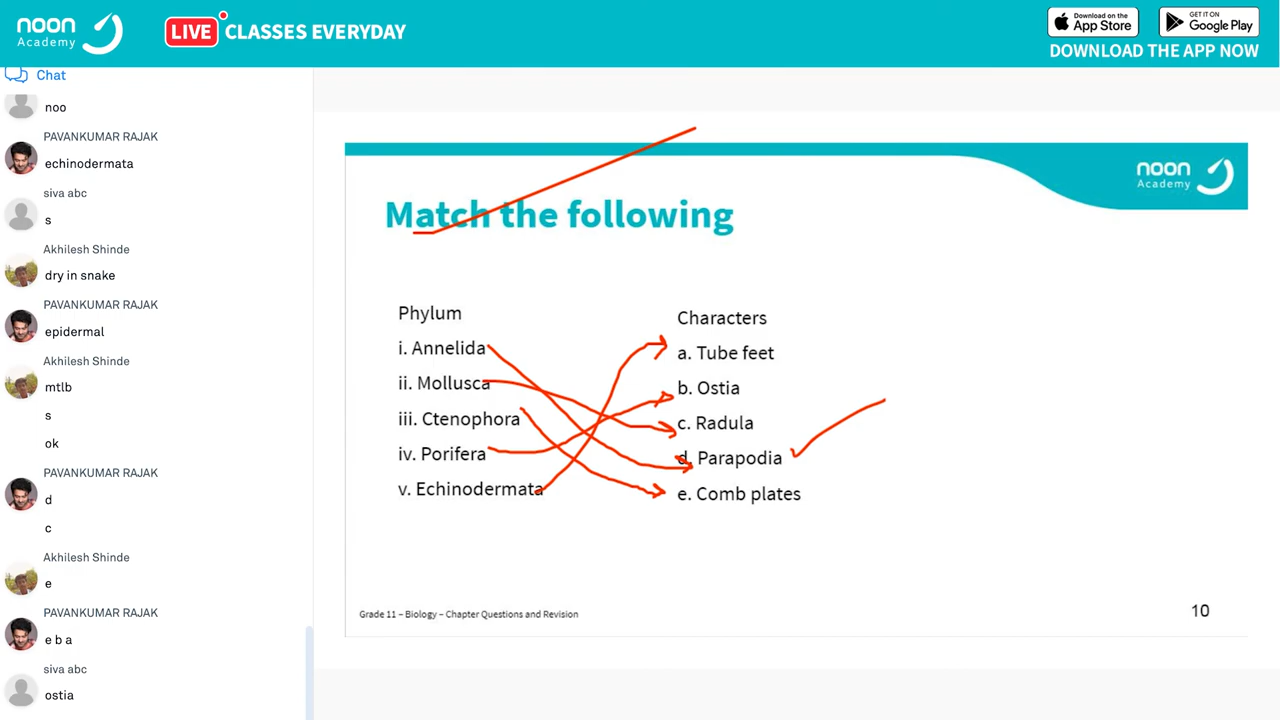 noon
Academy
LIVE CLASSES EVERYDAY
Download on the
App Store
GET IT ON
Google Play
DOWNLOAD THE APP NOW
Chat
noo
PAVANKUMAR RAJAK
echinodermata
siva abc
s
Akhilesh Shinde
dry in snake
PAVANKUMAR RAJAK
epidermal
Akhilesh Shinde
mtlb
s
ok
PAVANKUMAR RAJAK
d
c
Akhilesh Shinde
e
PAVANKUMAR RAJAK
e b a
siva abc
ostia
noon
Academy
Match the following
Phylum
i. Annelida
ii. Mollusca
iii. Ctenophora
iv. Porifera
v. Echinodermata
Characters
a. Tube feet
b. Ostia
c. Radula
d. Parapodia
e. Comb plates
Grade 11 – Biology – Chapter Questions and Revision
10